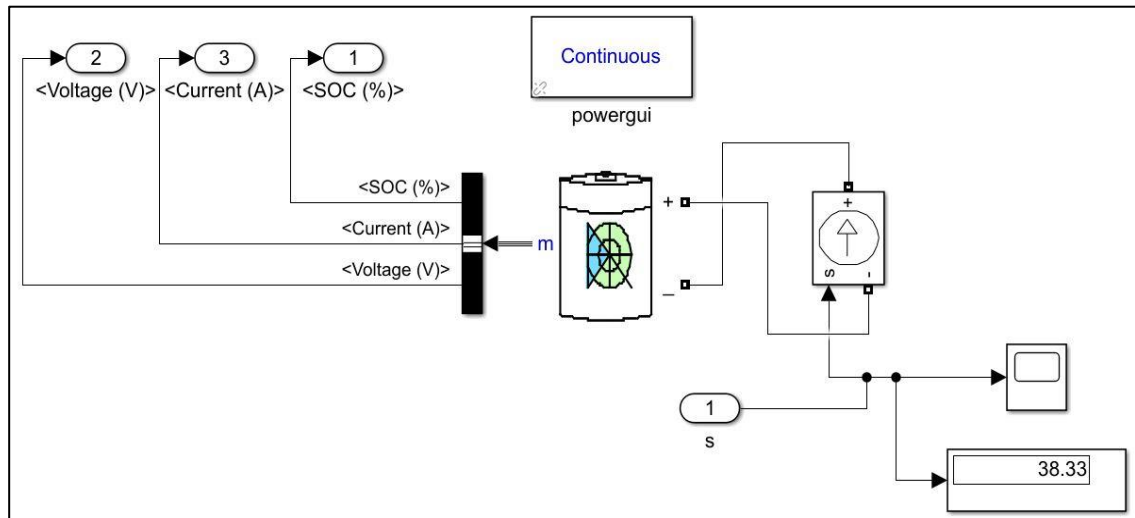 2
3
1
<Voltage (V)>
<Current (A)>
<SOC (%)>
Continuous
powergui
<SOC (%)>
<Current (A)>
<Voltage (V)>
m
+
_
+
s
-
1
s
38.33